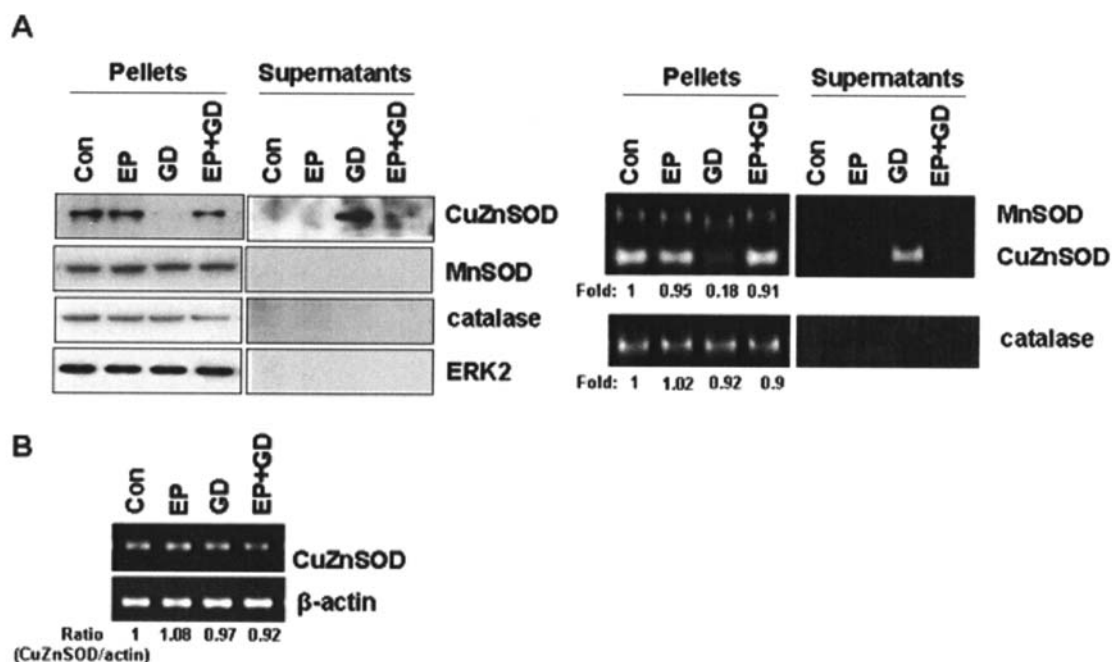 A
Pellets Supernatants
Con EP GD EP+GD Con EP GD EP+GD
CuZnSOD
MnSOD
catalase
ERK2
Pellets Supernatants
Con EP GD EP+GD Con EP GD EP+GD
MnSOD
CuZnSOD
Fold: 1 0.95 0.18 0.91
catalase
Fold: 1 1.02 0.92 0.9
B
Con EP GD EP+GD
CuZnSOD
β-actin
Ratio 1 1.08 0.97 0.92
(CuZnSOD/actin)